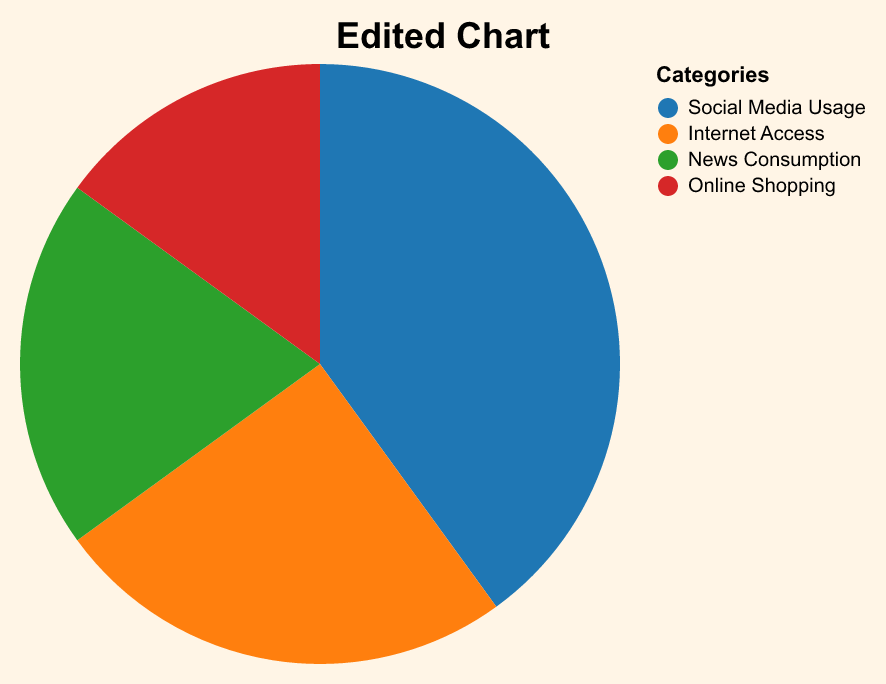 Edited Chart
Categories
Social Media Usage
Internet Access
News Consumption
Online Shopping